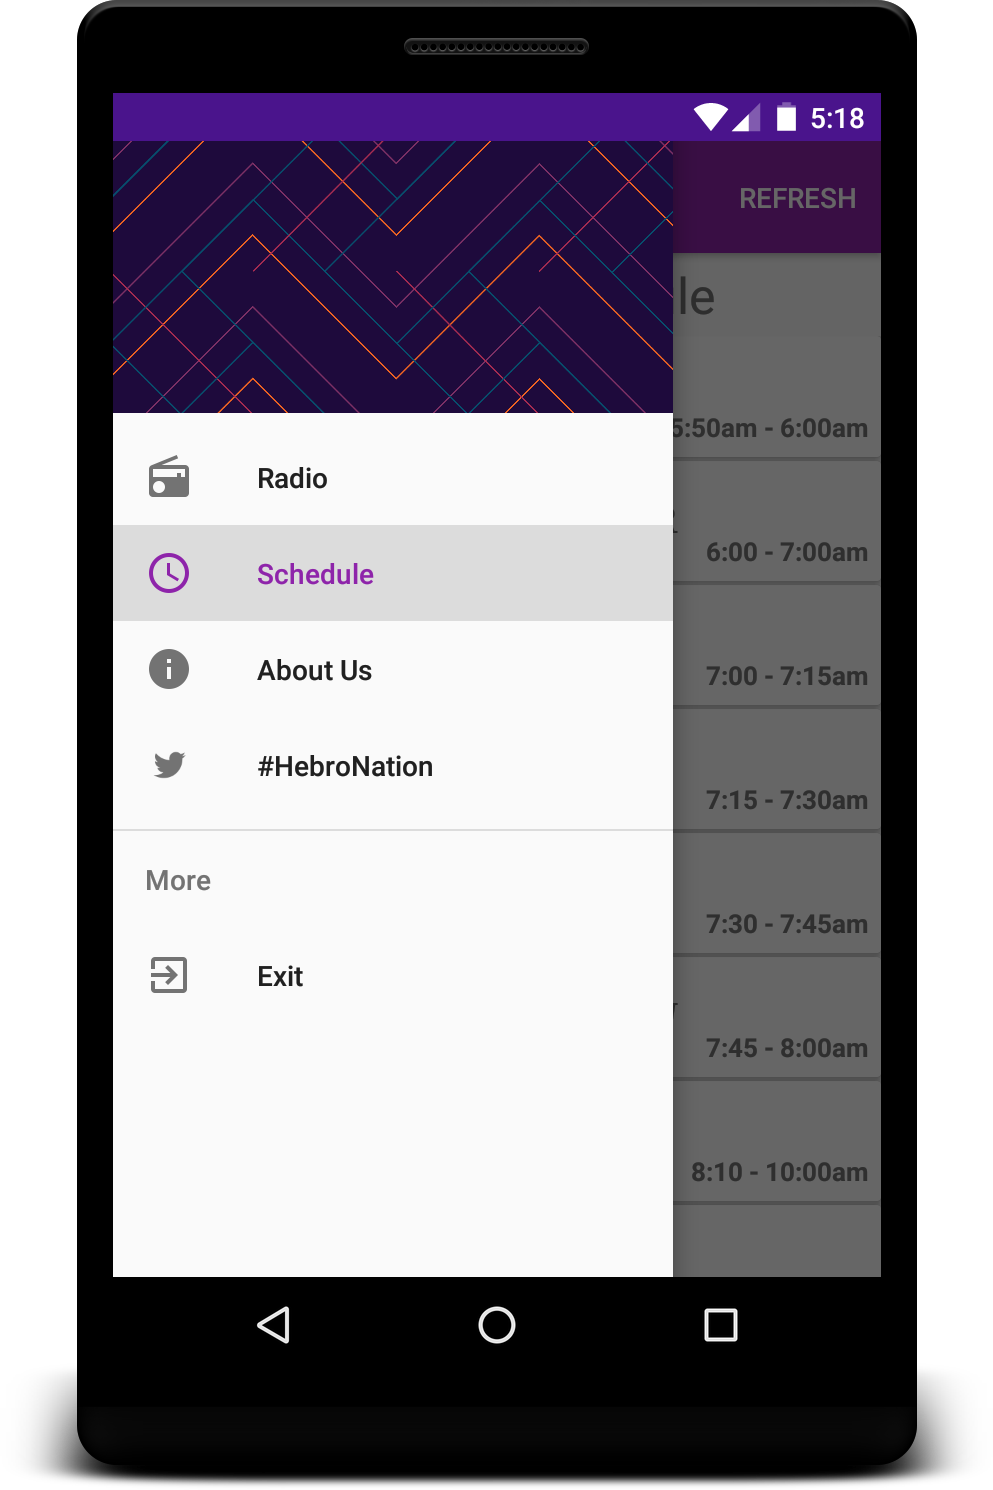 5:18
REFRESH
le
Radio
Schedule
About Us
#HebroNation
More
Exit
5:50am - 6:00am
6:00 - 7:00am
7:00 - 7:15am
7:15 - 7:30am
7:30 - 7:45am
7:45 - 8:00am
8:10 - 10:00am